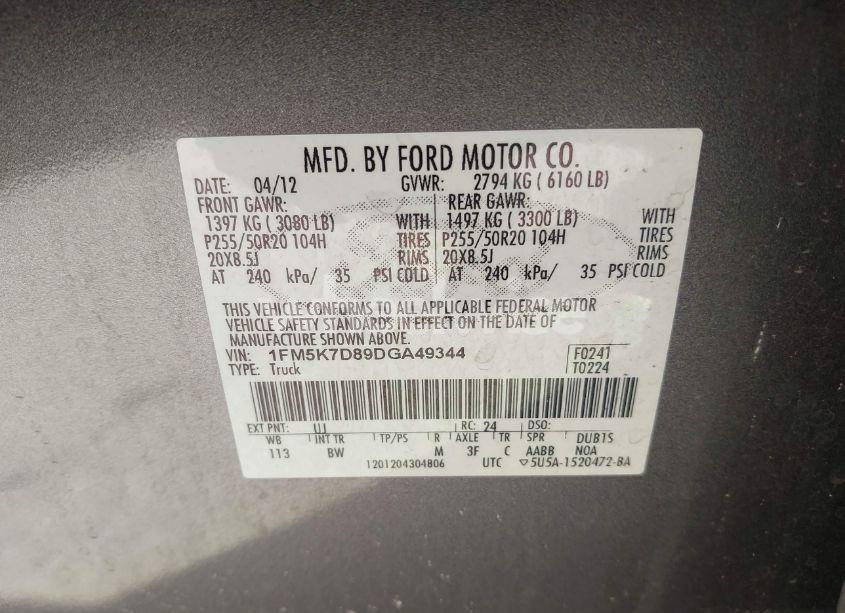 MFD. BY FORD MOTOR CO.
DATE: 04/12 GVWR: 2794 KG ( 6160 LB)
FRONT GAWR: REAR GAWR:
1397 KG ( 3080 LB) WITH 1497 KG ( 3300 LB) WITH
P255/50R20 104H TIRES P255/50R20 104H TIRES
20X8.5J RIMS 20X8.5J RIMS
AT 240 kPa/ 35 PSI COLD AT 240 kPa/ 35 PSI COLD
THIS VEHICLE CONFORMS TO ALL APPLICABLE FEDERAL MOTOR
VEHICLE SAFETY STANDARDS IN EFFECT ON THE DATE OF
MANUFACTURE SHOWN ABOVE.
VIN: 1FM5K7D89DGA49344 F0241
TYPE: Truck T0224
EXT PNT: UJ RC: 24 DSO:
WB INT TR TP/PS R AXLE TR SPR DUB1S
113 BW M 3F C AABB N0A
1201204304806 UTC 5U5A-1520472-BA